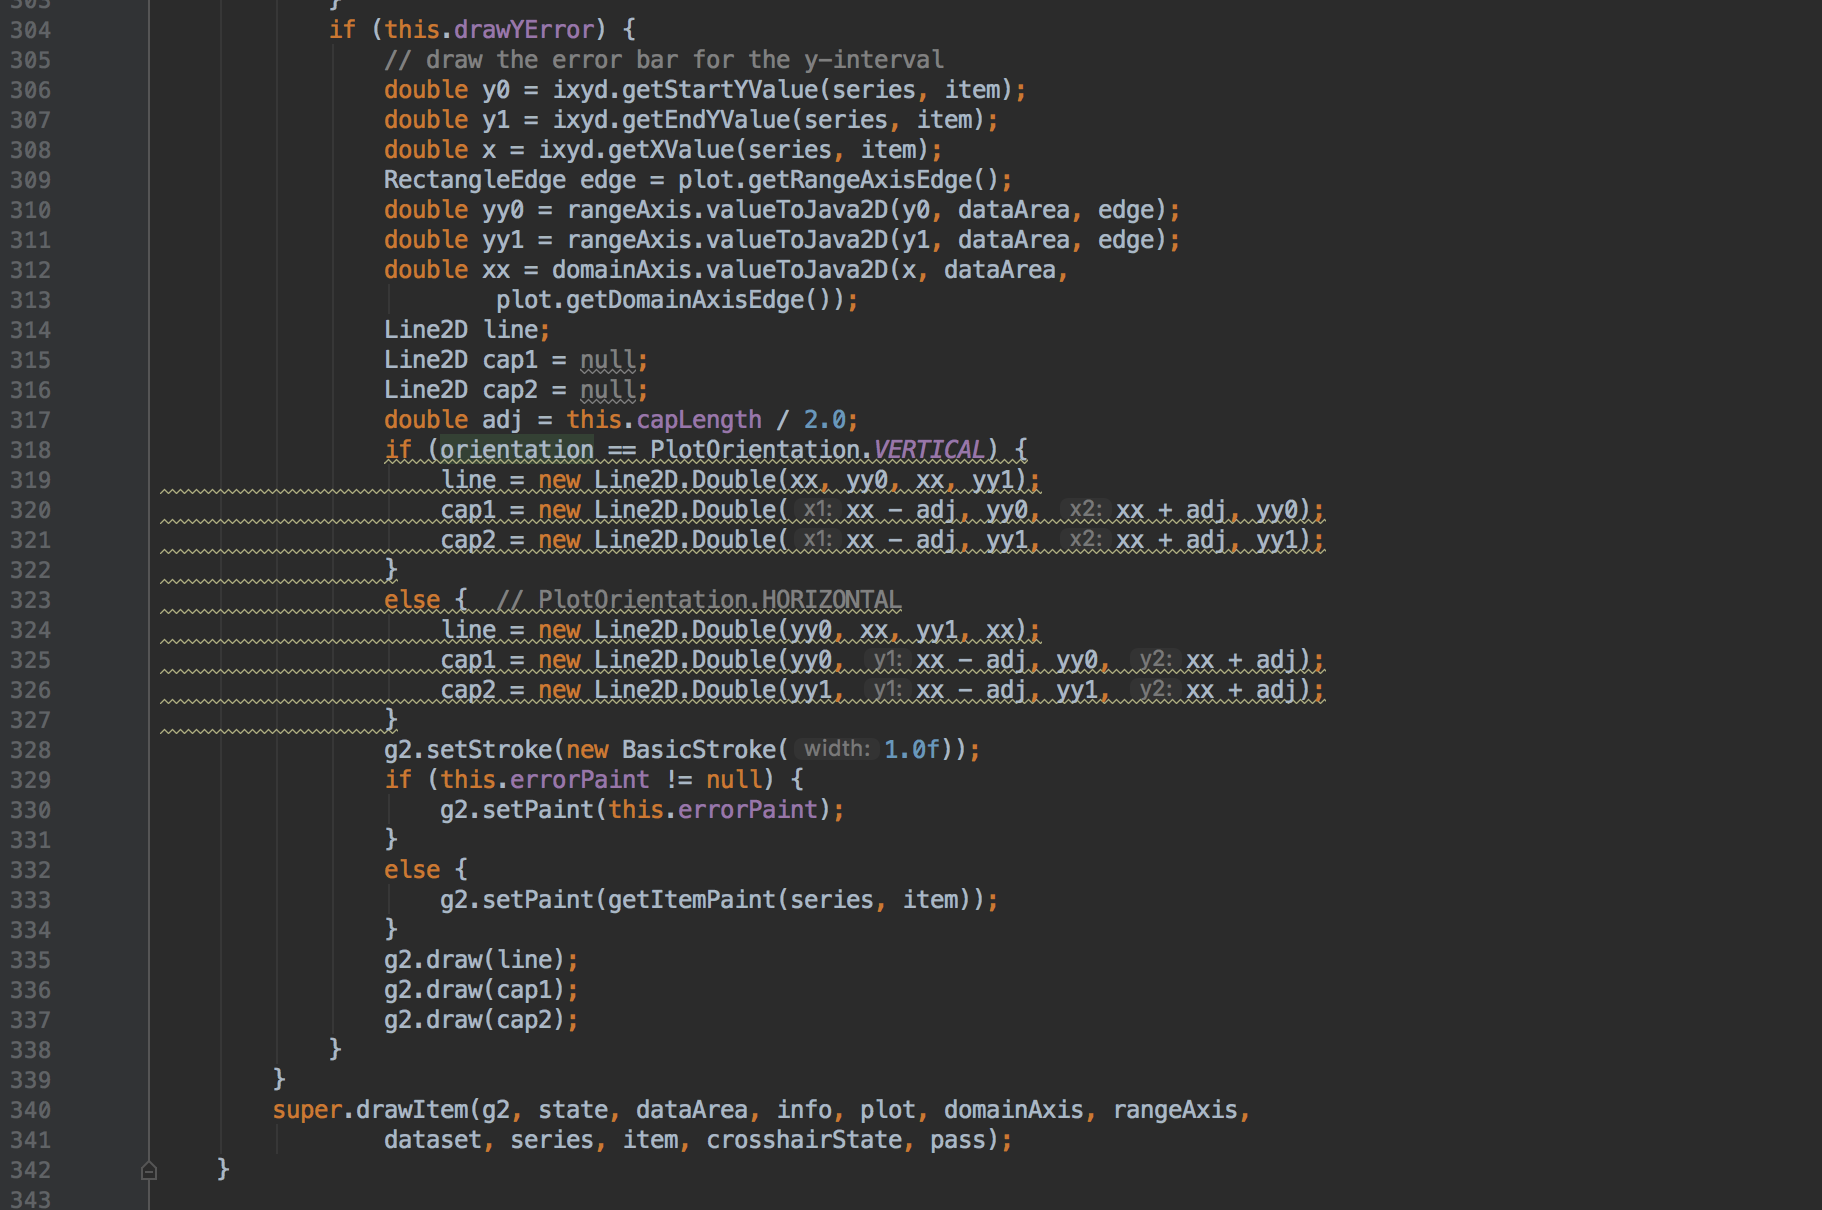 303 }
304 if (this.drawYError) {
305 // draw the error bar for the y-interval
306 double y0 = ixyd.getStartYValue(series, item);
307 double y1 = ixyd.getEndYValue(series, item);
308 double x = ixyd.getXValue(series, item);
309 RectangleEdge edge = plot.getRangeAxisEdge();
310 double yy0 = rangeAxis.valueToJava2D(y0, dataArea, edge);
311 double yy1 = rangeAxis.valueToJava2D(y1, dataArea, edge);
312 double xx = domainAxis.valueToJava2D(x, dataArea,
313 plot.getDomainAxisEdge());
314 Line2D line;
315 Line2D cap1 = null;
316 Line2D cap2 = null;
317 double adj = this.capLength / 2.0;
318 if (orientation == PlotOrientation.VERTICAL) {
319 line = new Line2D.Double(xx, yy0, xx, yy1);
320 cap1 = new Line2D.Double( x1: xx - adj, yy0, x2: xx + adj, yy0);
321 cap2 = new Line2D.Double( x1: xx - adj, yy1, x2: xx + adj, yy1);
322 }
323 else { // PlotOrientation.HORIZONTAL
324 line = new Line2D.Double(yy0, xx, yy1, xx);
325 cap1 = new Line2D.Double(yy0, y1: xx - adj, yy0, y2: xx + adj);
326 cap2 = new Line2D.Double(yy1, y1: xx - adj, yy1, y2: xx + adj);
327 }
328 g2.setStroke(new BasicStroke( width: 1.0f));
329 if (this.errorPaint != null) {
330 g2.setPaint(this.errorPaint);
331 }
332 else {
333 g2.setPaint(getItemPaint(series, item));
334 }
335 g2.draw(line);
336 g2.draw(cap1);
337 g2.draw(cap2);
338 }
339 }
340 super.drawItem(g2, state, dataArea, info, plot, domainAxis, rangeAxis,
341 dataset, series, item, crosshairState, pass);
342 }
343